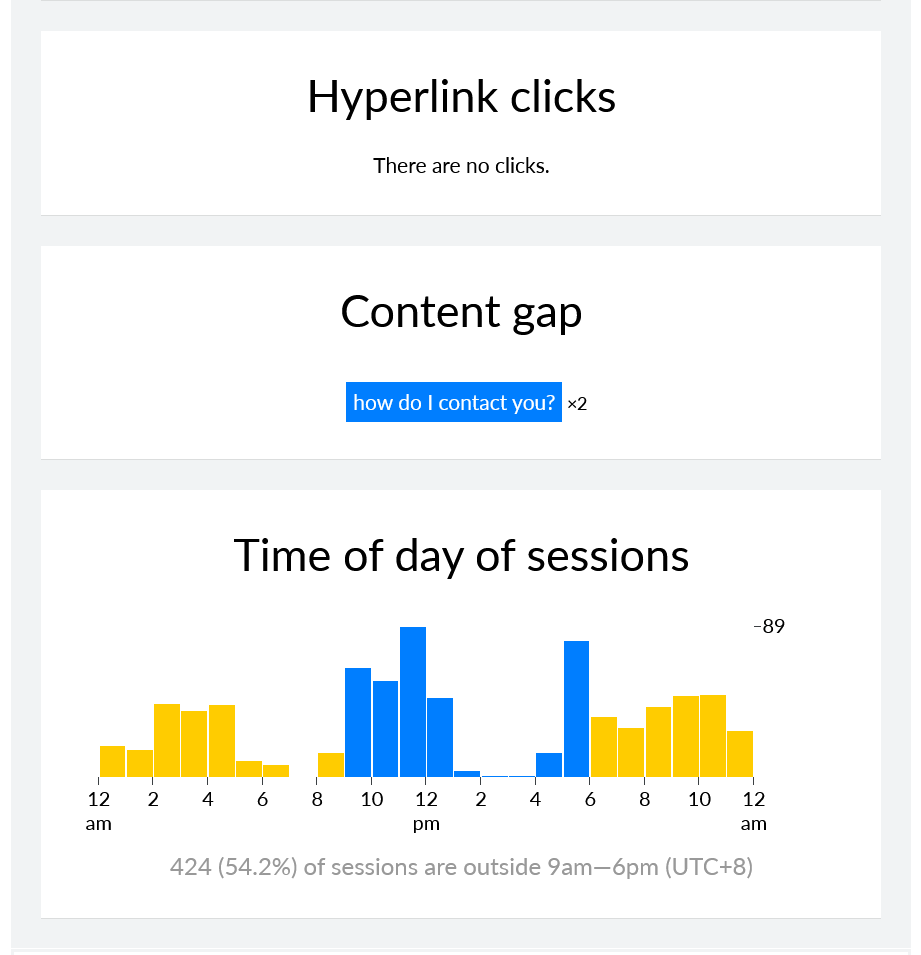 Hyperlink clicks
There are no clicks.
Content gap
how do I contact you? ×2
Time of day of sessions
–89
12 2 4 6 8 10 12 2 4 6 8 10 12
am pm am
424 (54.2%) of sessions are outside 9am—6pm (UTC+8)